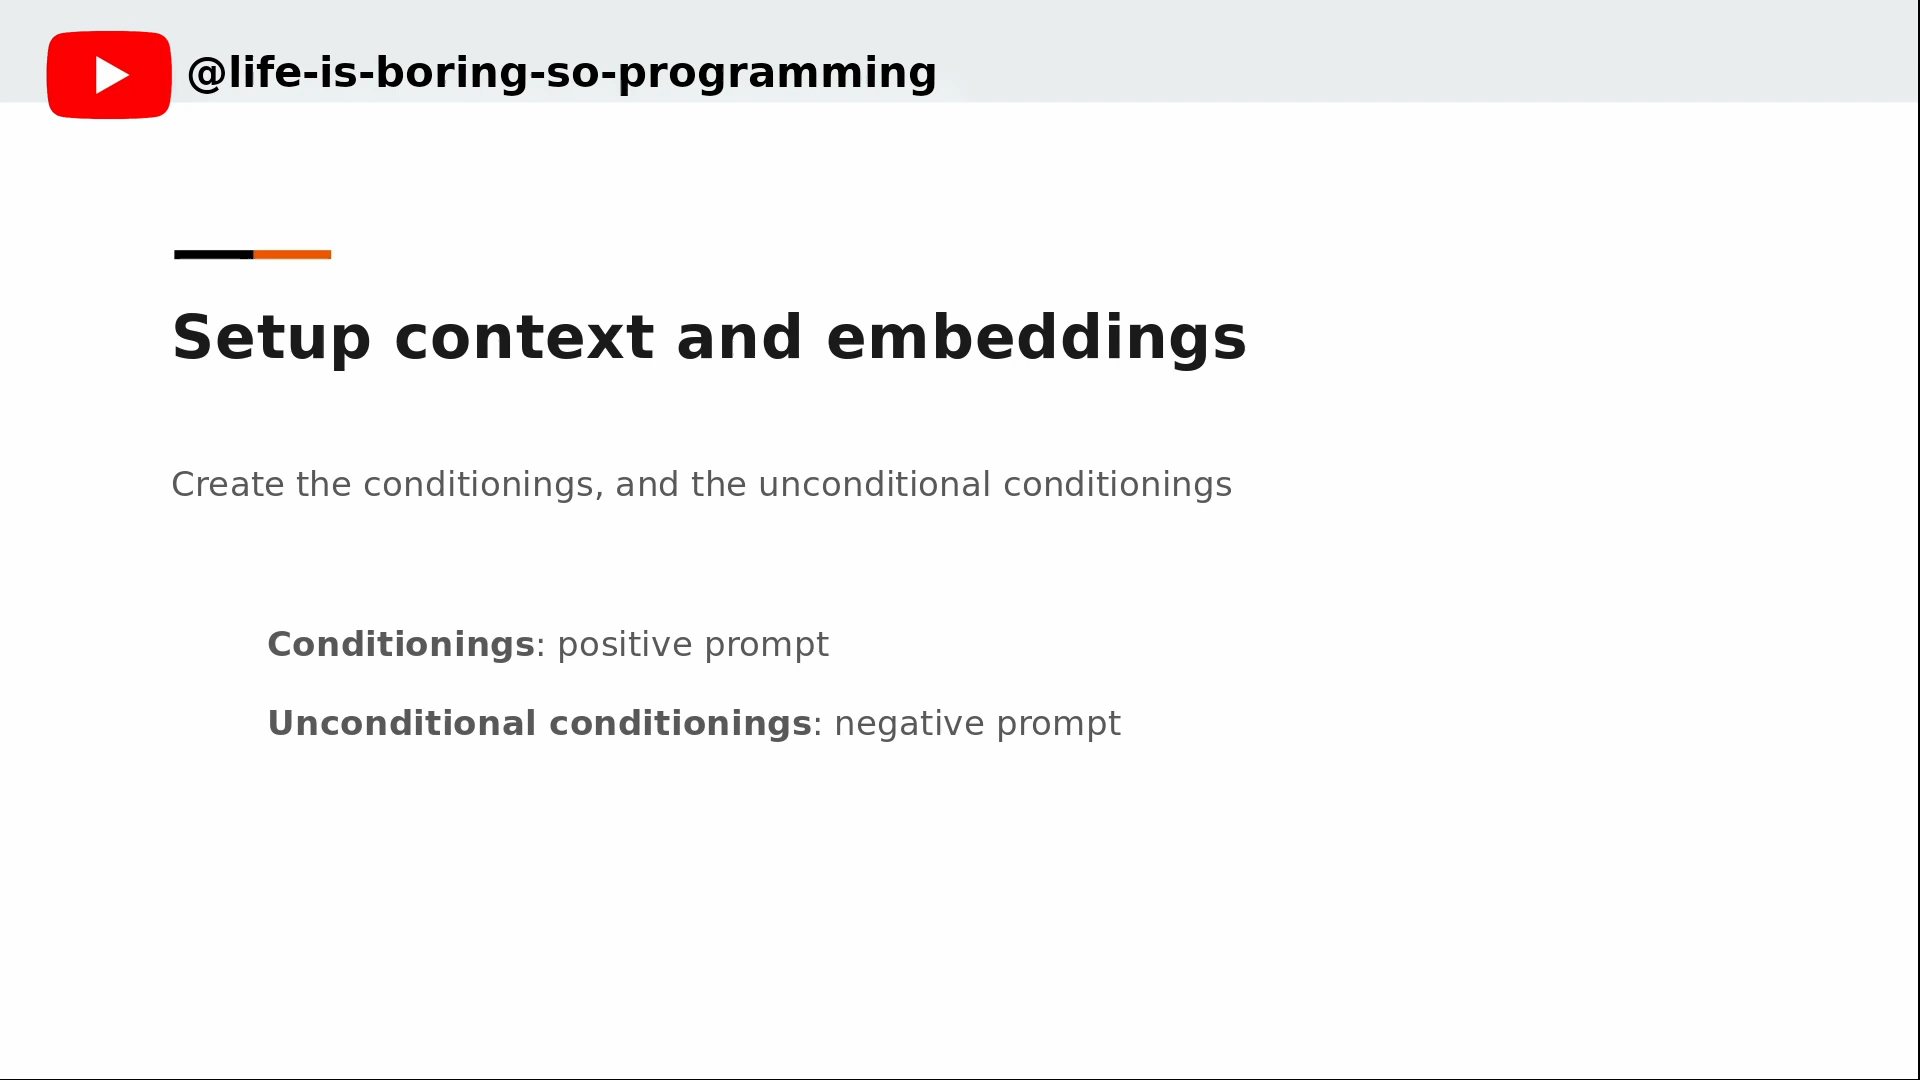 @life-is-boring-so-programming
Setup context and embeddings
Create the conditionings, and the unconditional conditionings
Conditionings: positive prompt
Unconditional conditionings: negative prompt